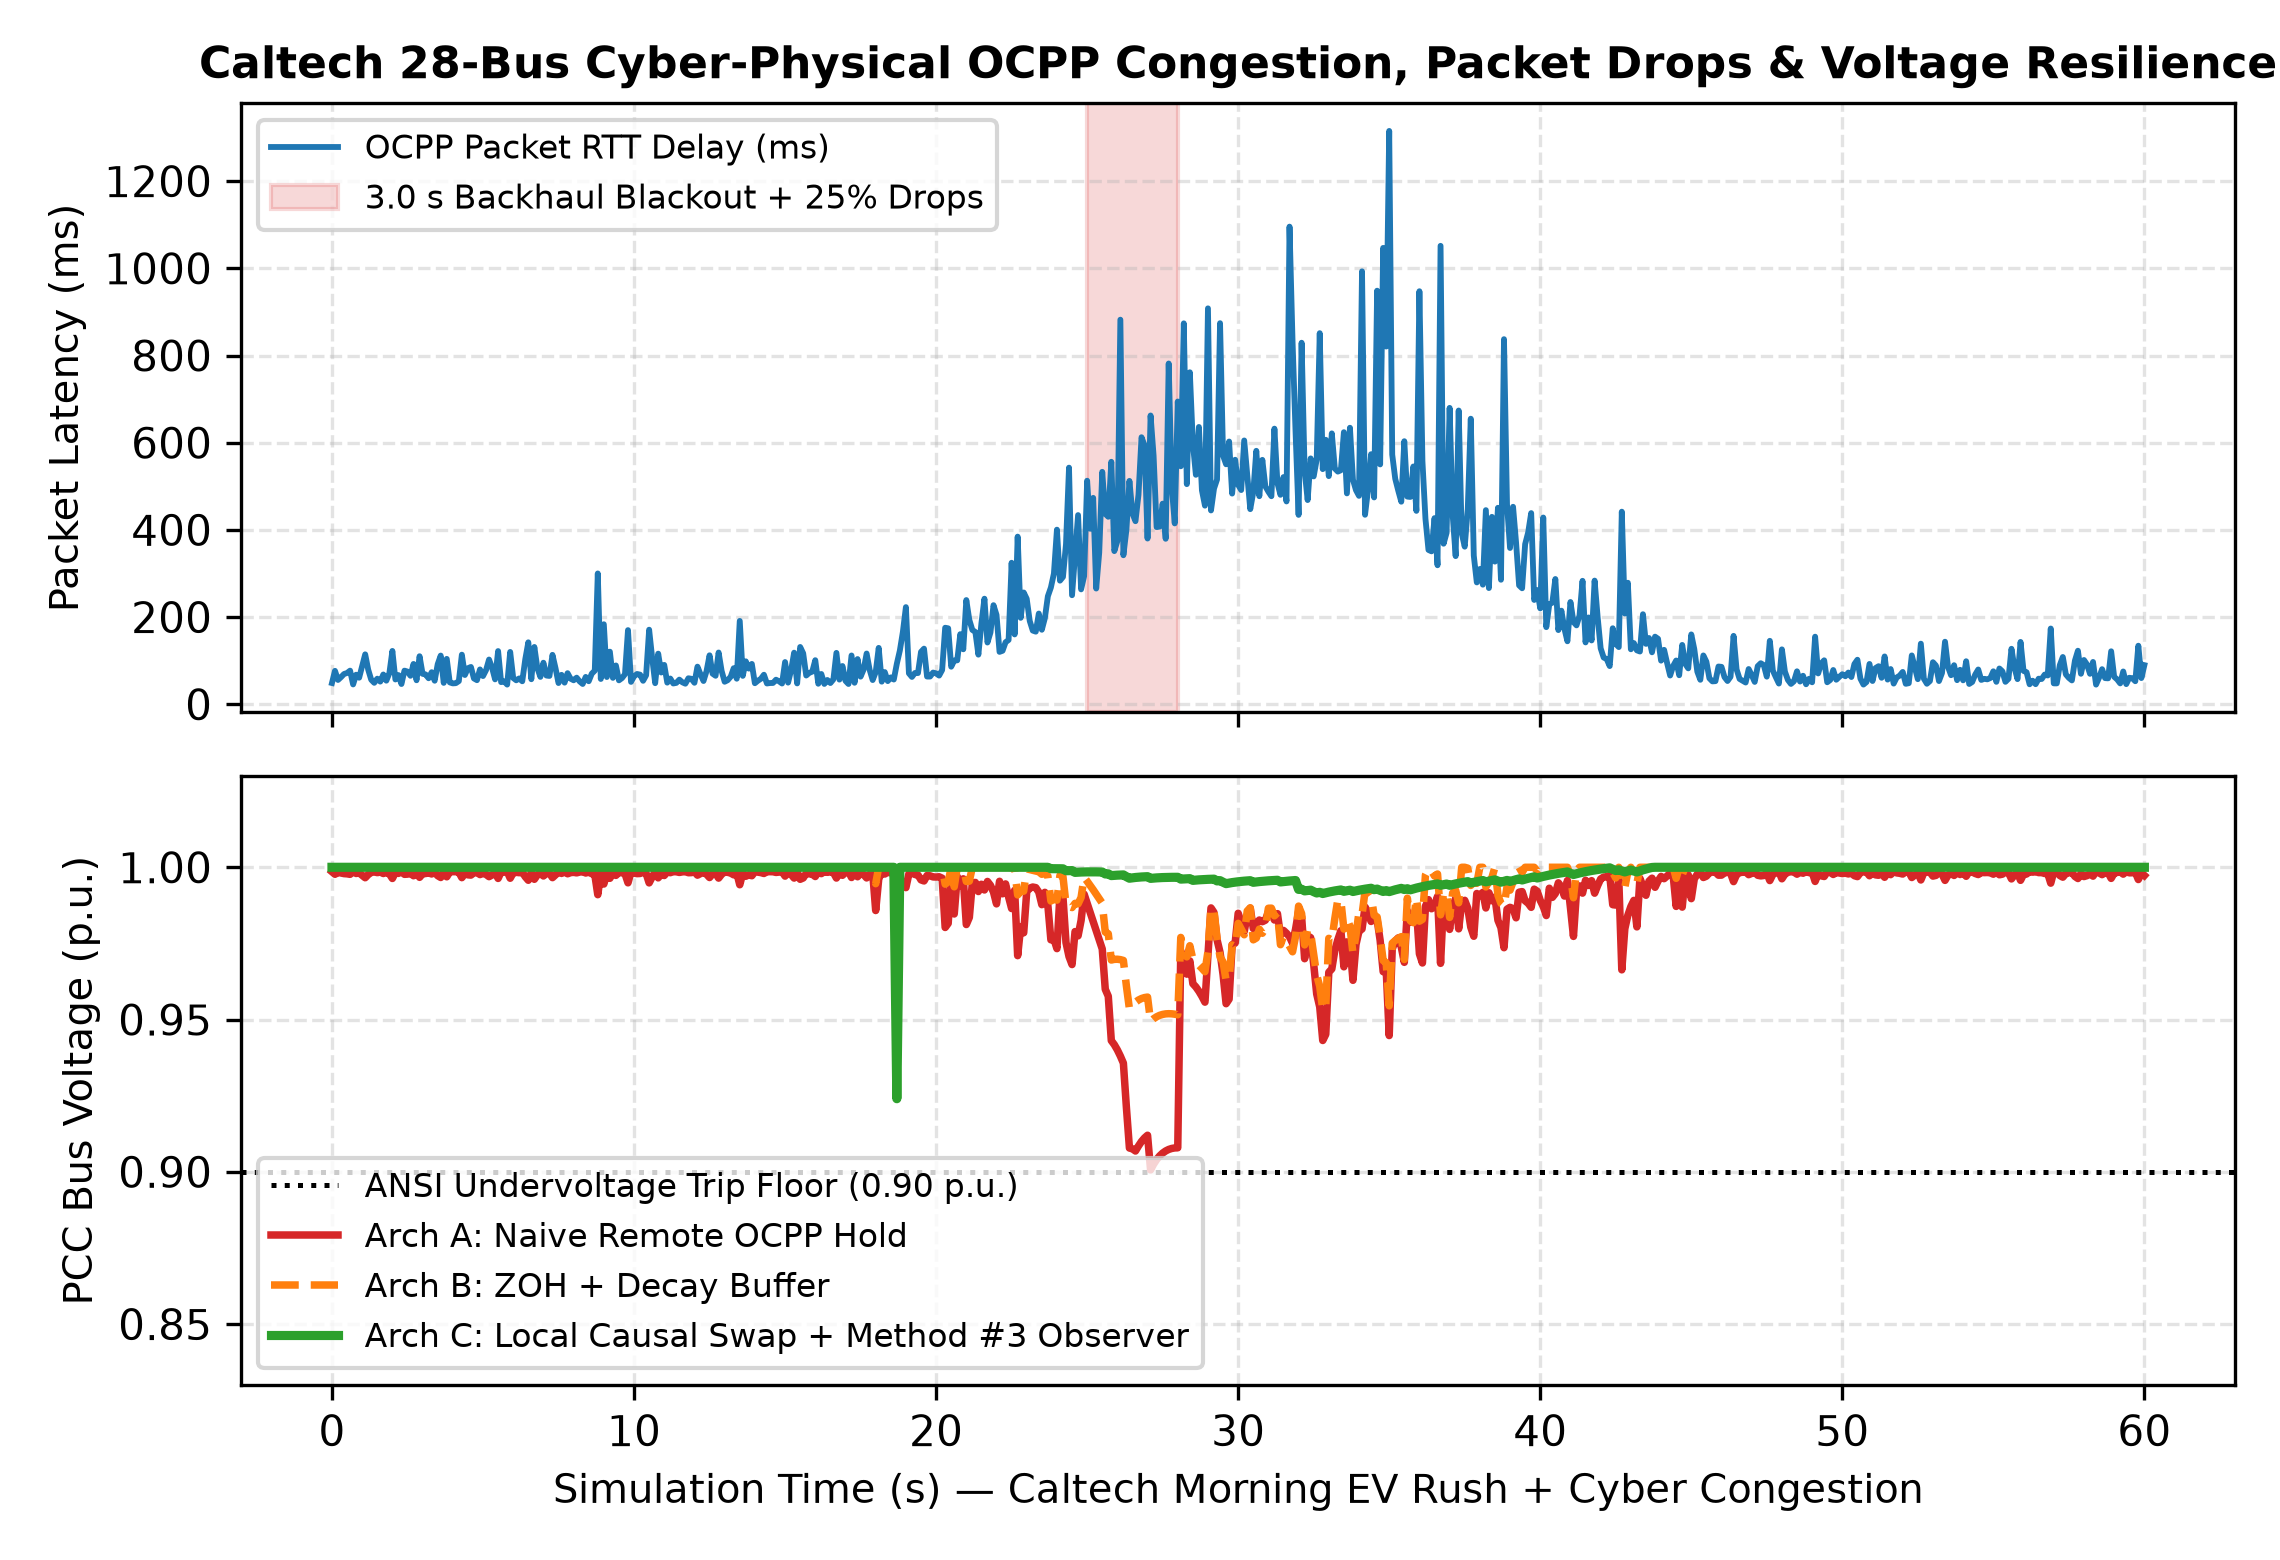 Caltech 28-Bus Cyber-Physical OCPP Congestion, Packet Drops & Voltage Resilience
OCPP Packet RTT Delay (ms)
3.0 s Backhaul Blackout + 25% Drops
Packet Latency (ms)
1200
1000
800
600
400
200
0
PCC Bus Voltage (p.u.)
1.00
0.95
0.90
0.85
ANSI Undervoltage Trip Floor (0.90 p.u.)
Arch A: Naive Remote OCPP Hold
Arch B: ZOH + Decay Buffer
Arch C: Local Causal Swap + Method #3 Observer
0 10 20 30 40 50 60
Simulation Time (s) — Caltech Morning EV Rush + Cyber Congestion